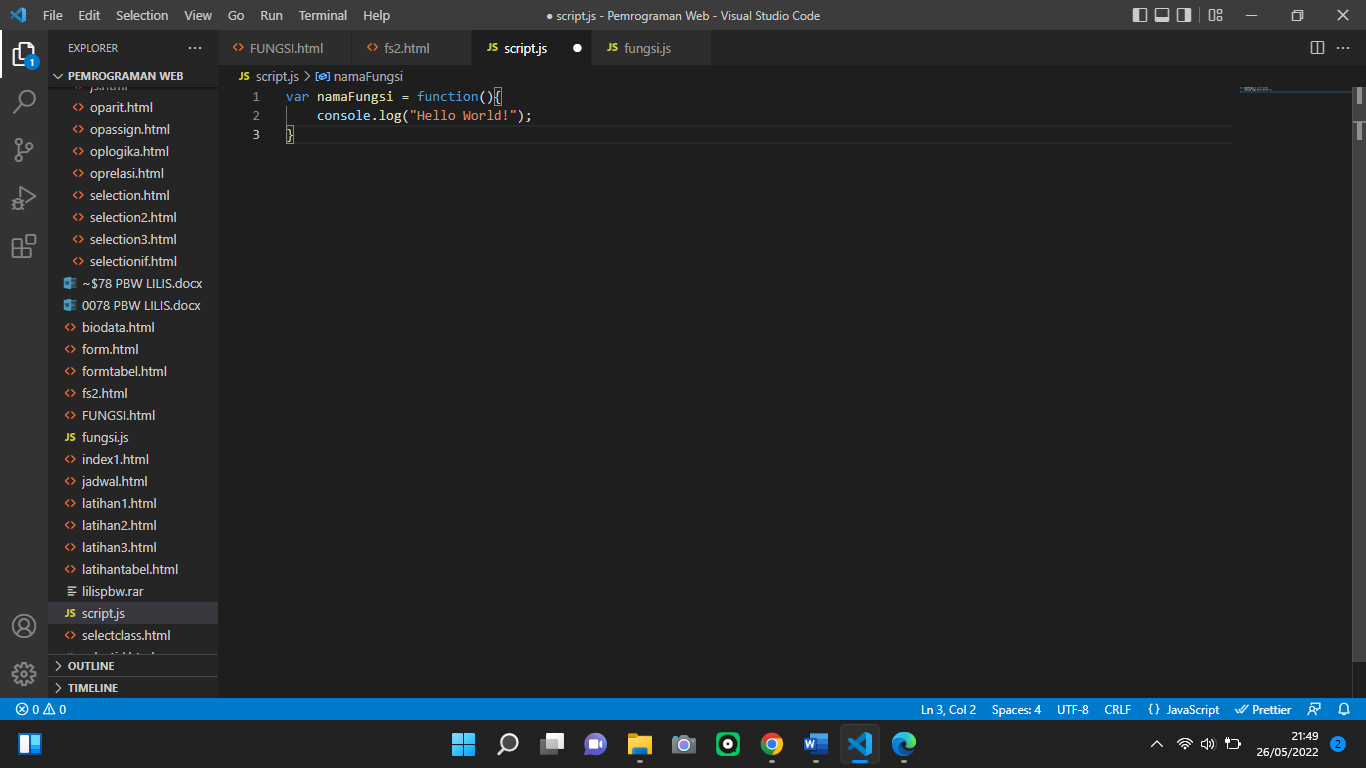 File Edit Selection View Go Run Terminal Help
● script.js - Pemrograman Web - Visual Studio Code
EXPLORER ···
FUNGSI.html
fs2.html
JS script.js ●
JS fungsi.js
PEMROGRAMAN WEB
JS script.js > namaFungsi
1 var namaFungsi = function(){
2 console.log("Hello World!");
3 }
js.html
oparit.html
opassign.html
oplogika.html
oprelasi.html
selection.html
selection2.html
selection3.html
selectionif.html
~$78 PBW LILIS.docx
0078 PBW LILIS.docx
biodata.html
form.html
formtabel.html
fs2.html
FUNGSI.html
JS fungsi.js
index1.html
jadwal.html
latihan1.html
latihan2.html
latihan3.html
latihantabel.html
lilispbw.rar
JS script.js
selectclass.html
OUTLINE
TIMELINE
1
0 0
Ln 3, Col 2 Spaces: 4 UTF-8 CRLF {} JavaScript Prettier
21:49
26/05/2022
2